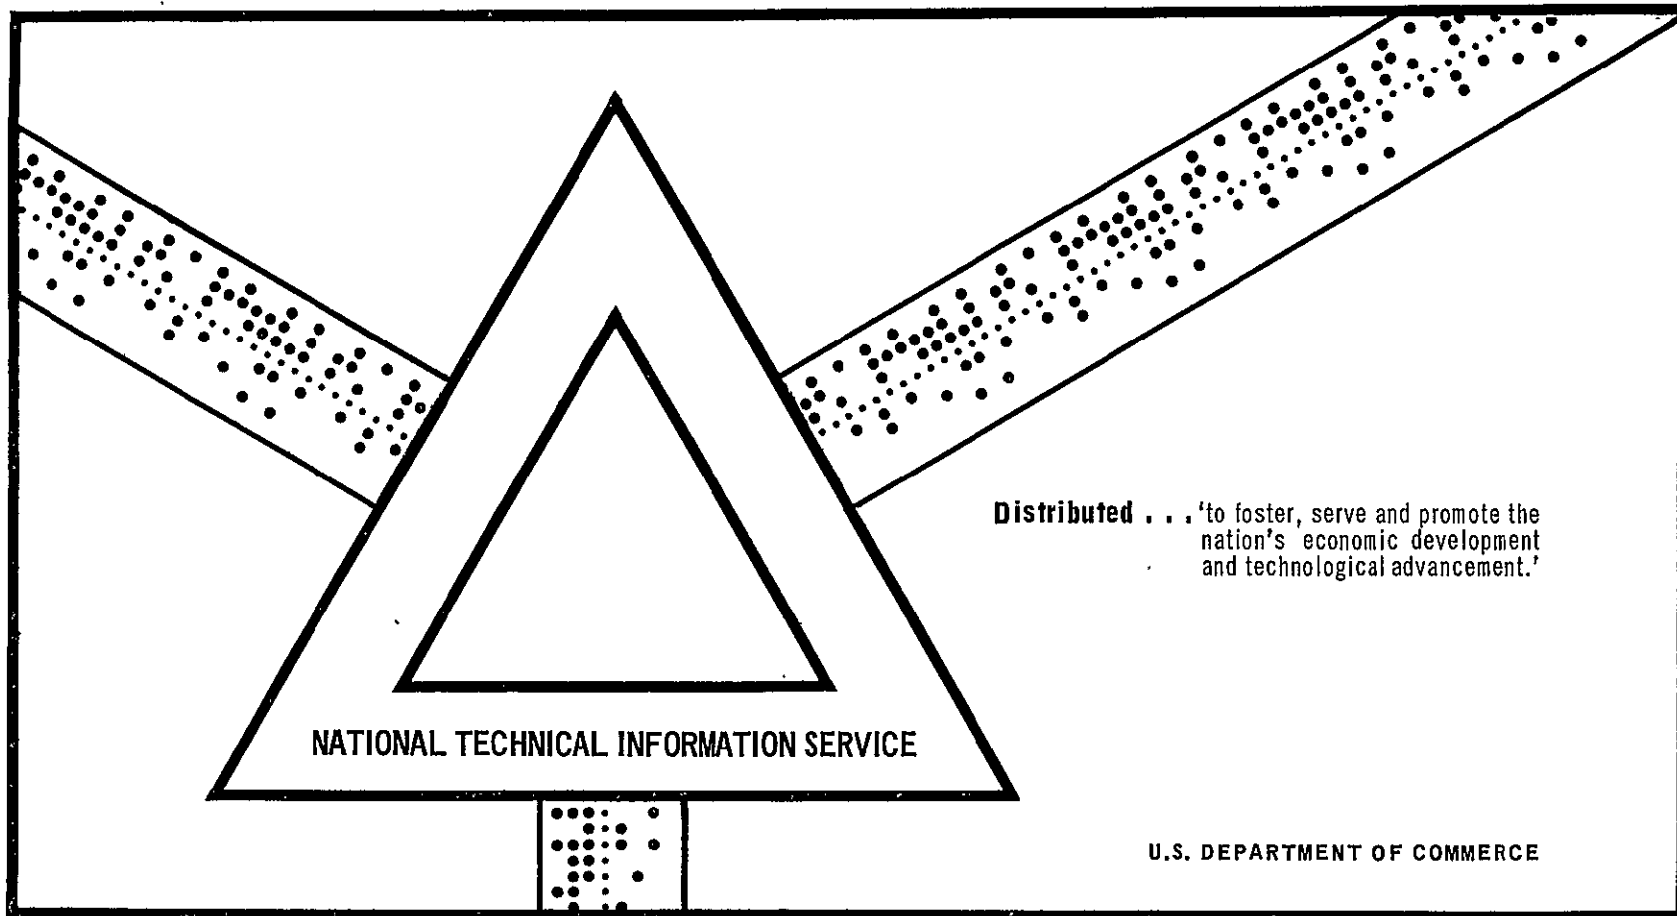 Distributed . . . 'to foster, serve and promote the
nation's economic development
and technological advancement.'
NATIONAL TECHNICAL INFORMATION SERVICE
U.S. DEPARTMENT OF COMMERCE